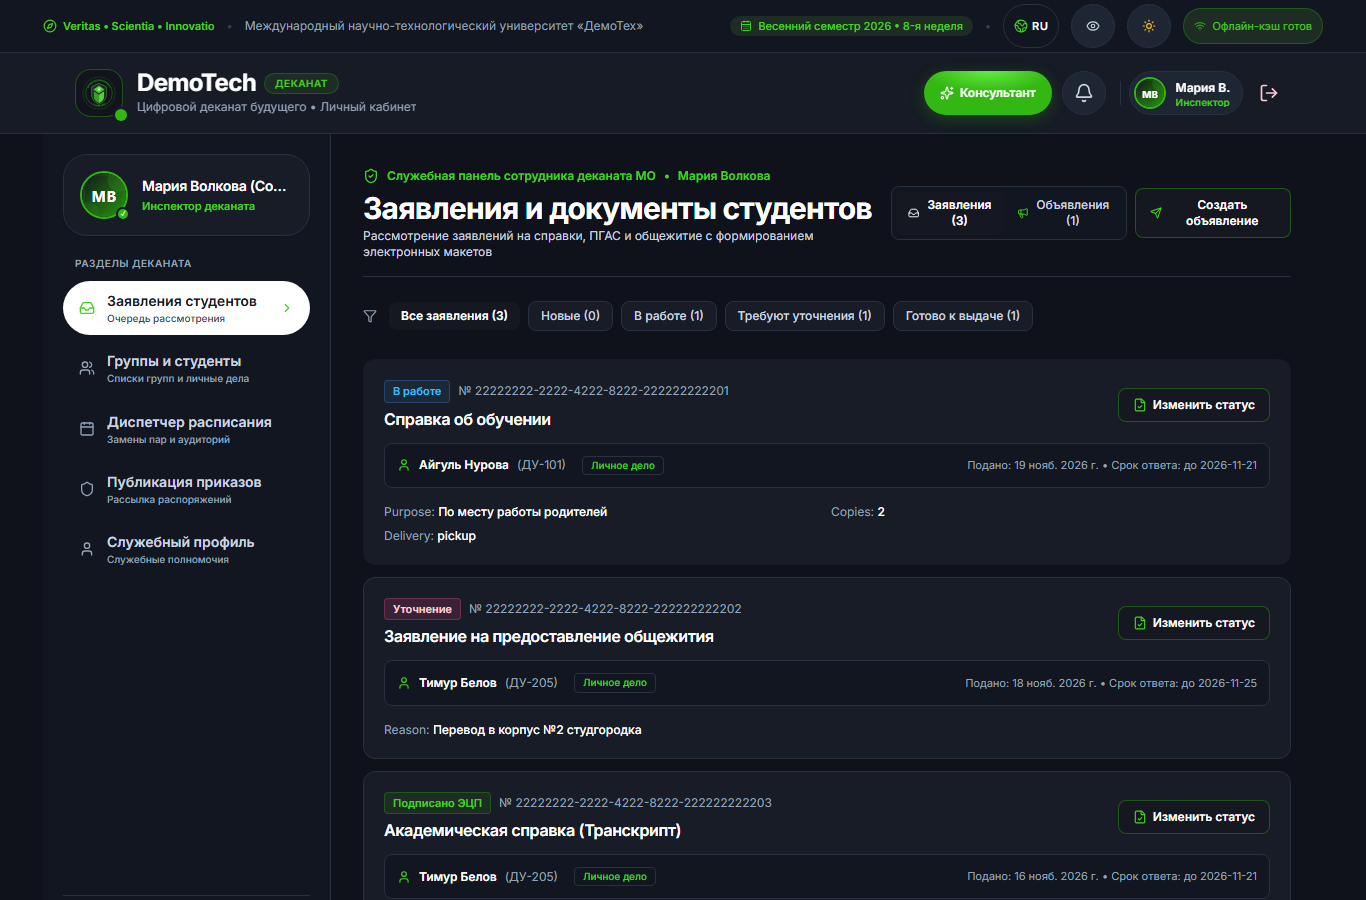 Veritas • Scientia • Innovatio • Международный научно-технологический университет «ДемоТех»
Весенний семестр 2026 • 8-я неделя •
RU
Офлайн-кэш готов
DemoTech ДЕКАНАТ
Цифровой деканат будущего • Личный кабинет
Консультант
МВ
Мария В.
Инспектор
МВ
Мария Волкова (Со...
Инспектор деканата
РАЗДЕЛЫ ДЕКАНАТА
Заявления студентов
Очередь рассмотрения
Группы и студенты
Списки групп и личные дела
Диспетчер расписания
Замены пар и аудиторий
Публикация приказов
Рассылка распоряжений
Служебный профиль
Служебные полномочия
Служебная панель сотрудника деканата МО • Мария Волкова
Заявления и документы студентов
Рассмотрение заявлений на справки, ПГАС и общежитие с формированием
электронных макетов
Заявления
(3)
Объявления
(1)
Создать
объявление
Все заявления (3)
Новые (0)
В работе (1)
Требуют уточнения (1)
Готово к выдаче (1)
В работе № 22222222-2222-4222-8222-222222222201
Справка об обучении
Изменить статус
Айгуль Нурова (ДУ-101) Личное дело
Подано: 19 нояб. 2026 г. • Срок ответа: до 2026-11-21
Purpose: По месту работы родителей
Copies: 2
Delivery: pickup
Уточнение № 22222222-2222-4222-8222-222222222202
Заявление на предоставление общежития
Изменить статус
Тимур Белов (ДУ-205) Личное дело
Подано: 18 нояб. 2026 г. • Срок ответа: до 2026-11-25
Reason: Перевод в корпус №2 студгородка
Подписано ЭЦП № 22222222-2222-4222-8222-222222222203
Академическая справка (Транскрипт)
Изменить статус
Тимур Белов (ДУ-205) Личное дело
Подано: 16 нояб. 2026 г. • Срок ответа: до 2026-11-21